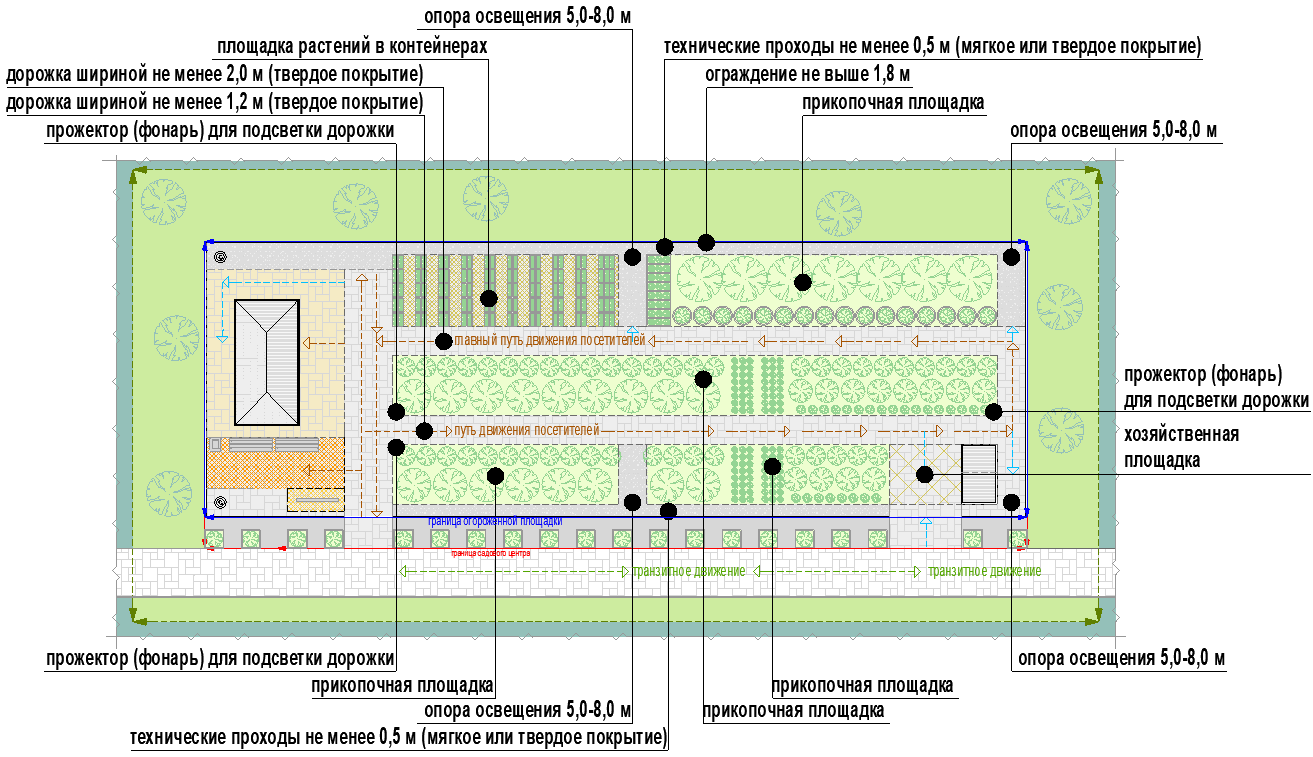 опора освещения 5,0-8,0 м
площадка растений в контейнерах
технические проходы не менее 0,5 м (мягкое или твердое покрытие)
дорожка шириной не менее 2,0 м (твердое покрытие)
ограждение не выше 1,8 м
дорожка шириной не менее 1,2 м (твердое покрытие)
прикопочная площадка
прожектор (фонарь) для подсветки дорожки
опора освещения 5,0-8,0 м
главный путь движения посетителей
прожектор (фонарь)
для подсветки дорожки
путь движения посетителей
хозяйственная
площадка
граница огороженной площадки
граница садового центра
транзитное движение
транзитное движение
прожектор (фонарь) для подсветки дорожки
опора освещения 5,0-8,0 м
прикопочная площадка
прикопочная площадка
опора освещения 5,0-8,0 м
прикопочная площадка
технические проходы не менее 0,5 м (мягкое или твердое покрытие)